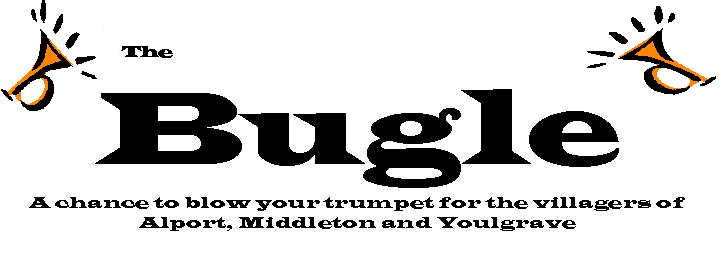 The
Bugle
A chance to blow your trumpet for the villagers of
Alport, Middleton and Youlgrave